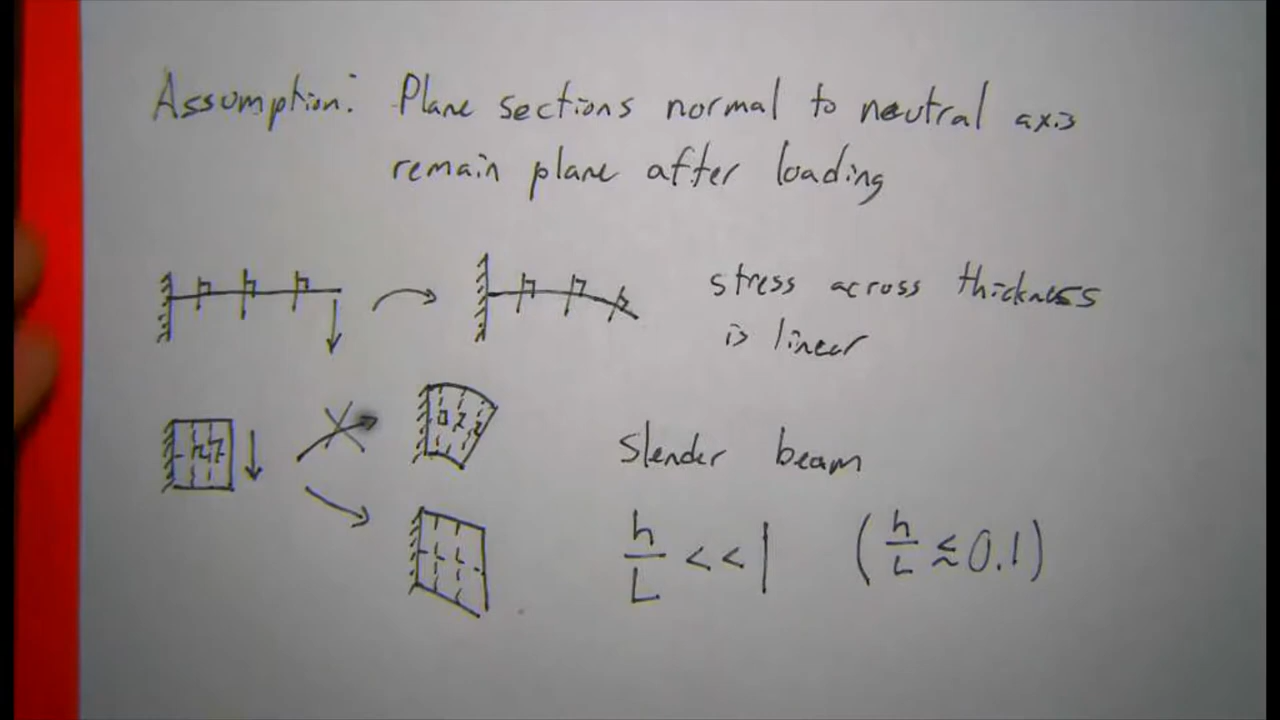 Assumption: Plane sections normal to neutral axis
remain plane after loading
stress across thickness
is linear
Slender beam
h/L << 1 (h/L ≲ 0.1)